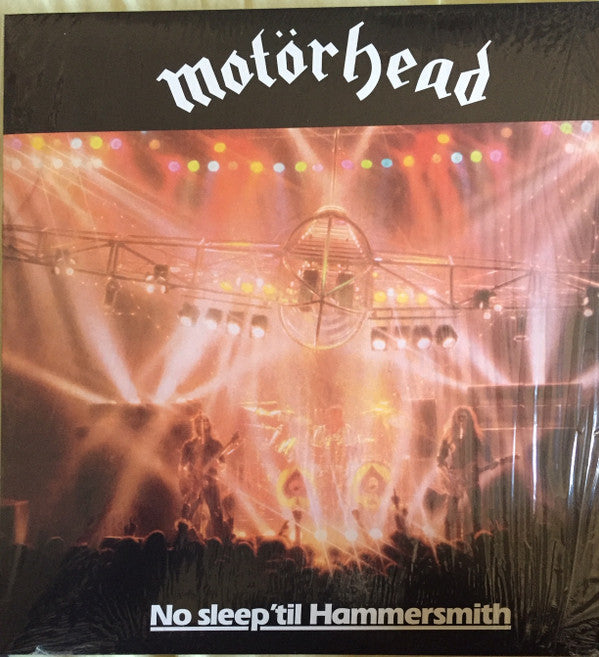 motörhead
No sleep 'til Hammersmith